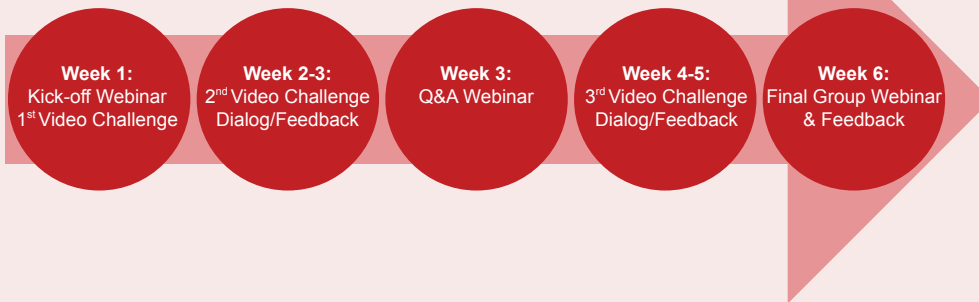 Week 1:
Kick-off Webinar
1st Video Challenge
Week 2-3:
2nd Video Challenge
Dialog/Feedback
Week 3:
Q&A Webinar
Week 4-5:
3rd Video Challenge
Dialog/Feedback
Week 6:
Final Group Webinar
& Feedback